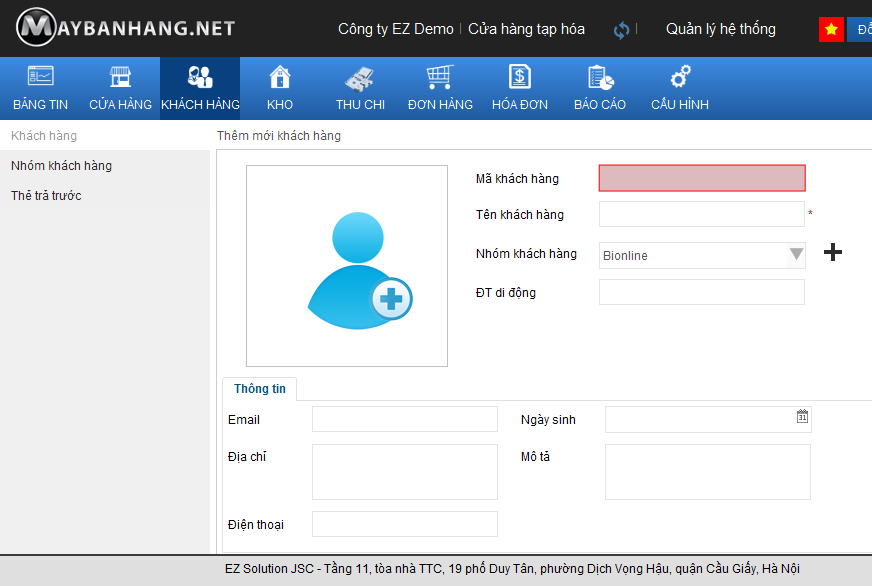 MAYBANHANG.NET
Công ty EZ Demo | Cửa hàng tạp hóa | Quản lý hệ thống
BẢNG TIN CỬA HÀNG KHÁCH HÀNG KHO THU CHI ĐƠN HÀNG HÓA ĐƠN BÁO CÁO CẤU HÌNH
Khách hàng
Nhóm khách hàng
Thẻ trả trước
Thêm mới khách hàng
Mã khách hàng
Tên khách hàng *
Nhóm khách hàng Bionline
ĐT di động
Thông tin
Email
Ngày sinh 31
Địa chỉ
Mô tả
Điện thoại
EZ Solution JSC - Tầng 11, tòa nhà TTC, 19 phố Duy Tân, phường Dịch Vọng Hậu, quận Cầu Giấy, Hà Nội